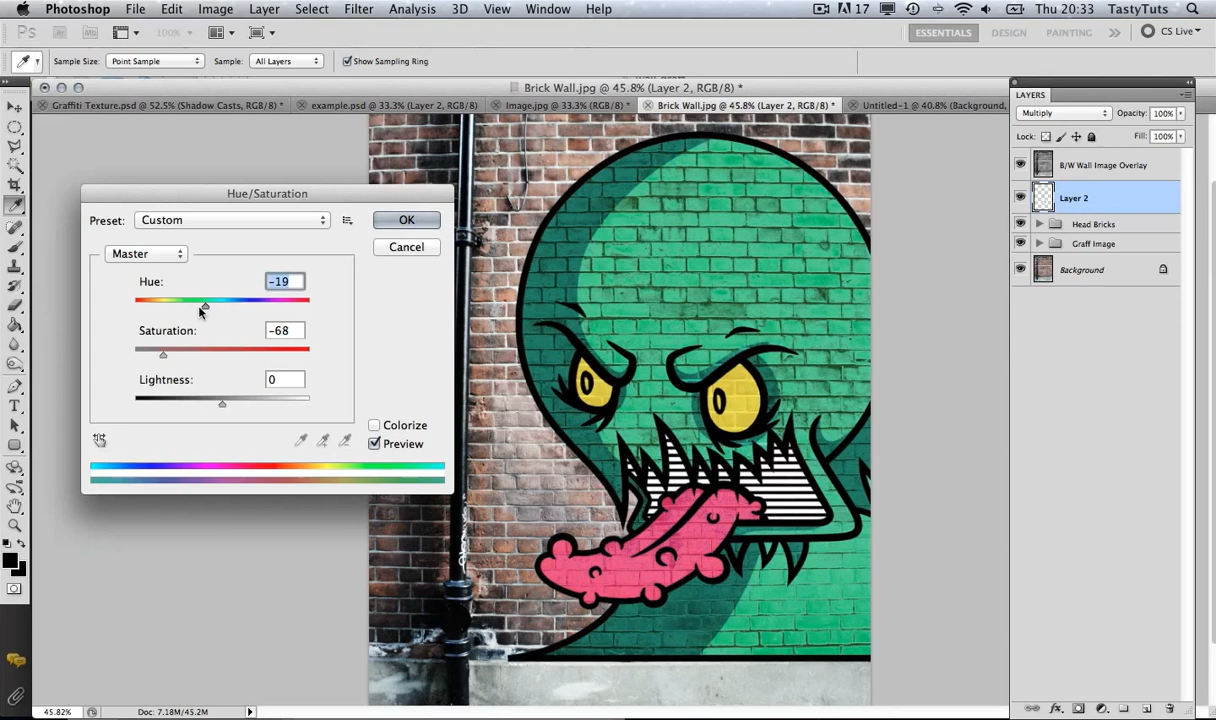 Photoshop File Edit Image Layer Select Filter Analysis 3D View Window Help 17 Thu 20:33 TastyTuts
Ps Br Mb 100% ESSENTIALS DESIGN PAINTING >> CS Live
Sample Size: Point Sample Sample: All Layers Show Sampling Ring
Brick Wall.jpg @ 45.8% (Layer 2, RGB/8) *
Graffiti Texture.psd @ 52.5% (Shadow Casts, RGB/8) * example.psd @ 33.3% (Layer 2, RGB/8) Image.jpg @ 33.3% (RGB/8) * Brick Wall.jpg @ 45.8% (Layer 2, RGB/8) * Untitled-1 @ 40.8% (Background,
LAYERS
Multiply Opacity: 100%
Lock: Fill: 100%
B/W Wall Image Overlay
Layer 2
Head Bricks
Graff Image
Background
Hue/Saturation
Preset: Custom OK
Cancel
Master
Hue: -19
Saturation: -68
Lightness: 0
Colorize
Preview
45.82% Doc: 7.18M/45.2M
fx